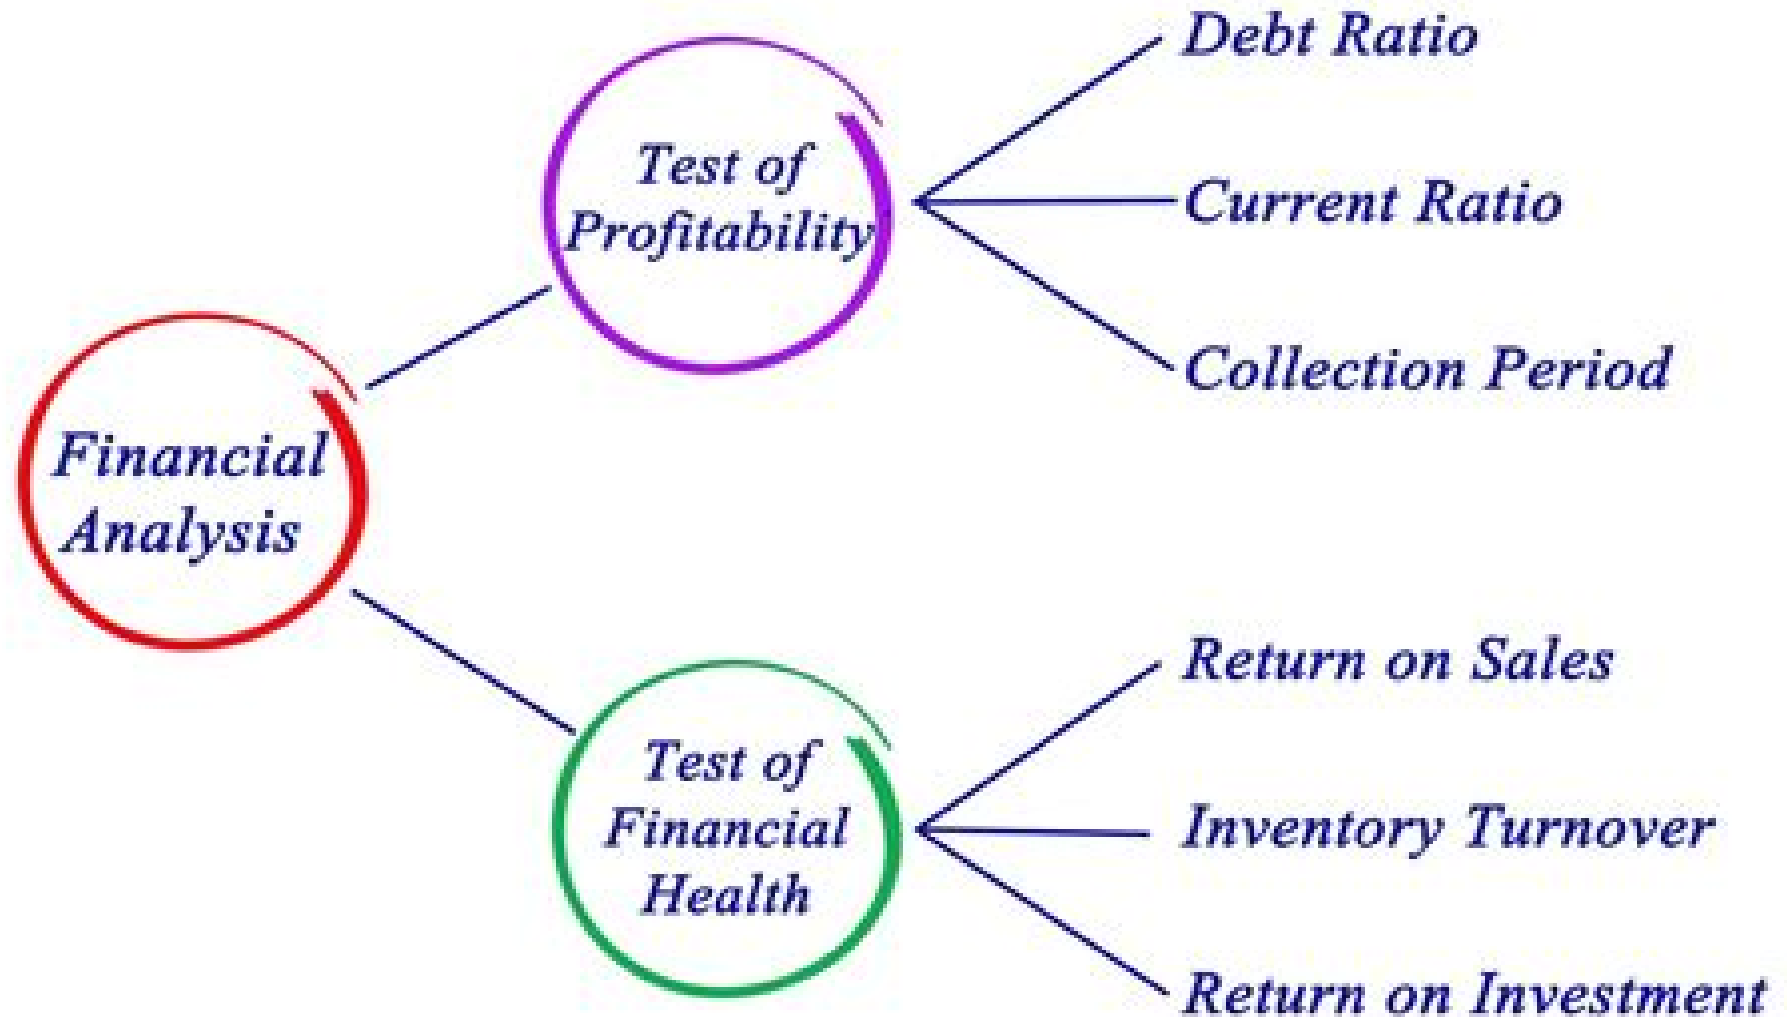 Financial
Analysis
Test of
Profitability
Debt Ratio
Current Ratio
Collection Period
Test of
Financial
Health
Return on Sales
Inventory Turnover
Return on Investment